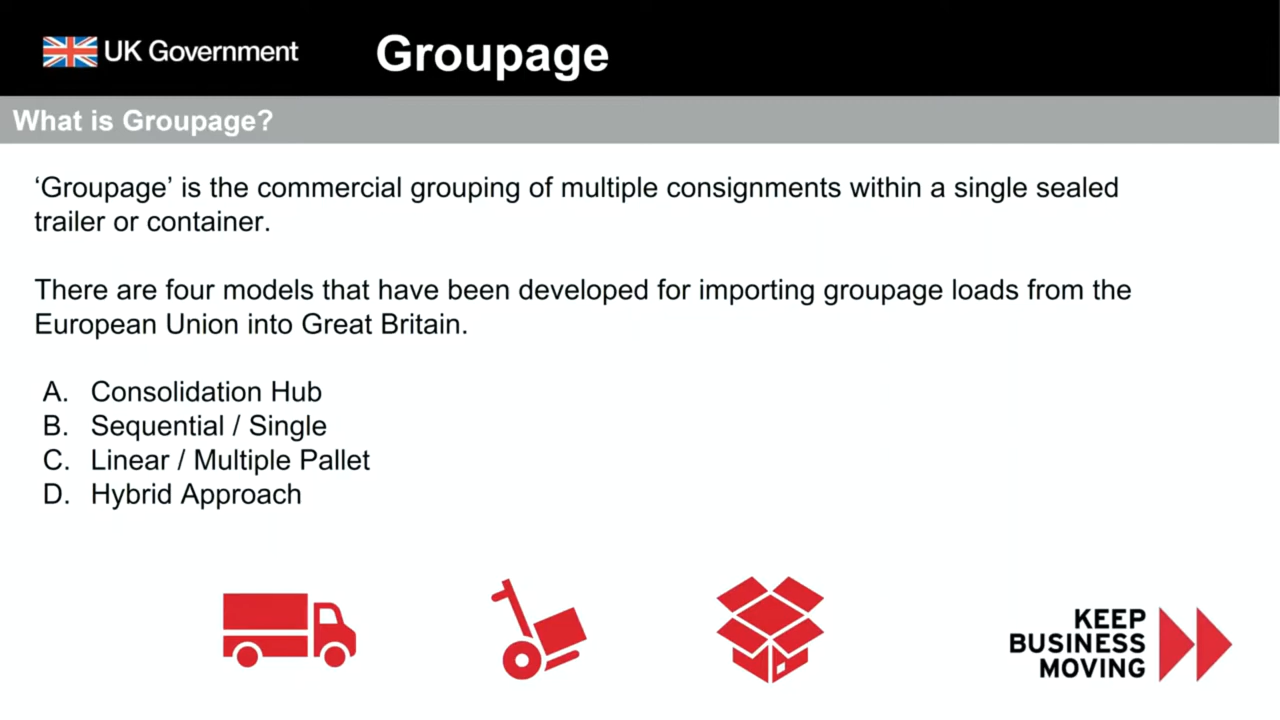 UK Government
Groupage
What is Groupage?
‘Groupage’ is the commercial grouping of multiple consignments within a single sealed
trailer or container.
There are four models that have been developed for importing groupage loads from the
European Union into Great Britain.
A. Consolidation Hub
B. Sequential / Single
C. Linear / Multiple Pallet
D. Hybrid Approach
KEEP
BUSINESS
MOVING